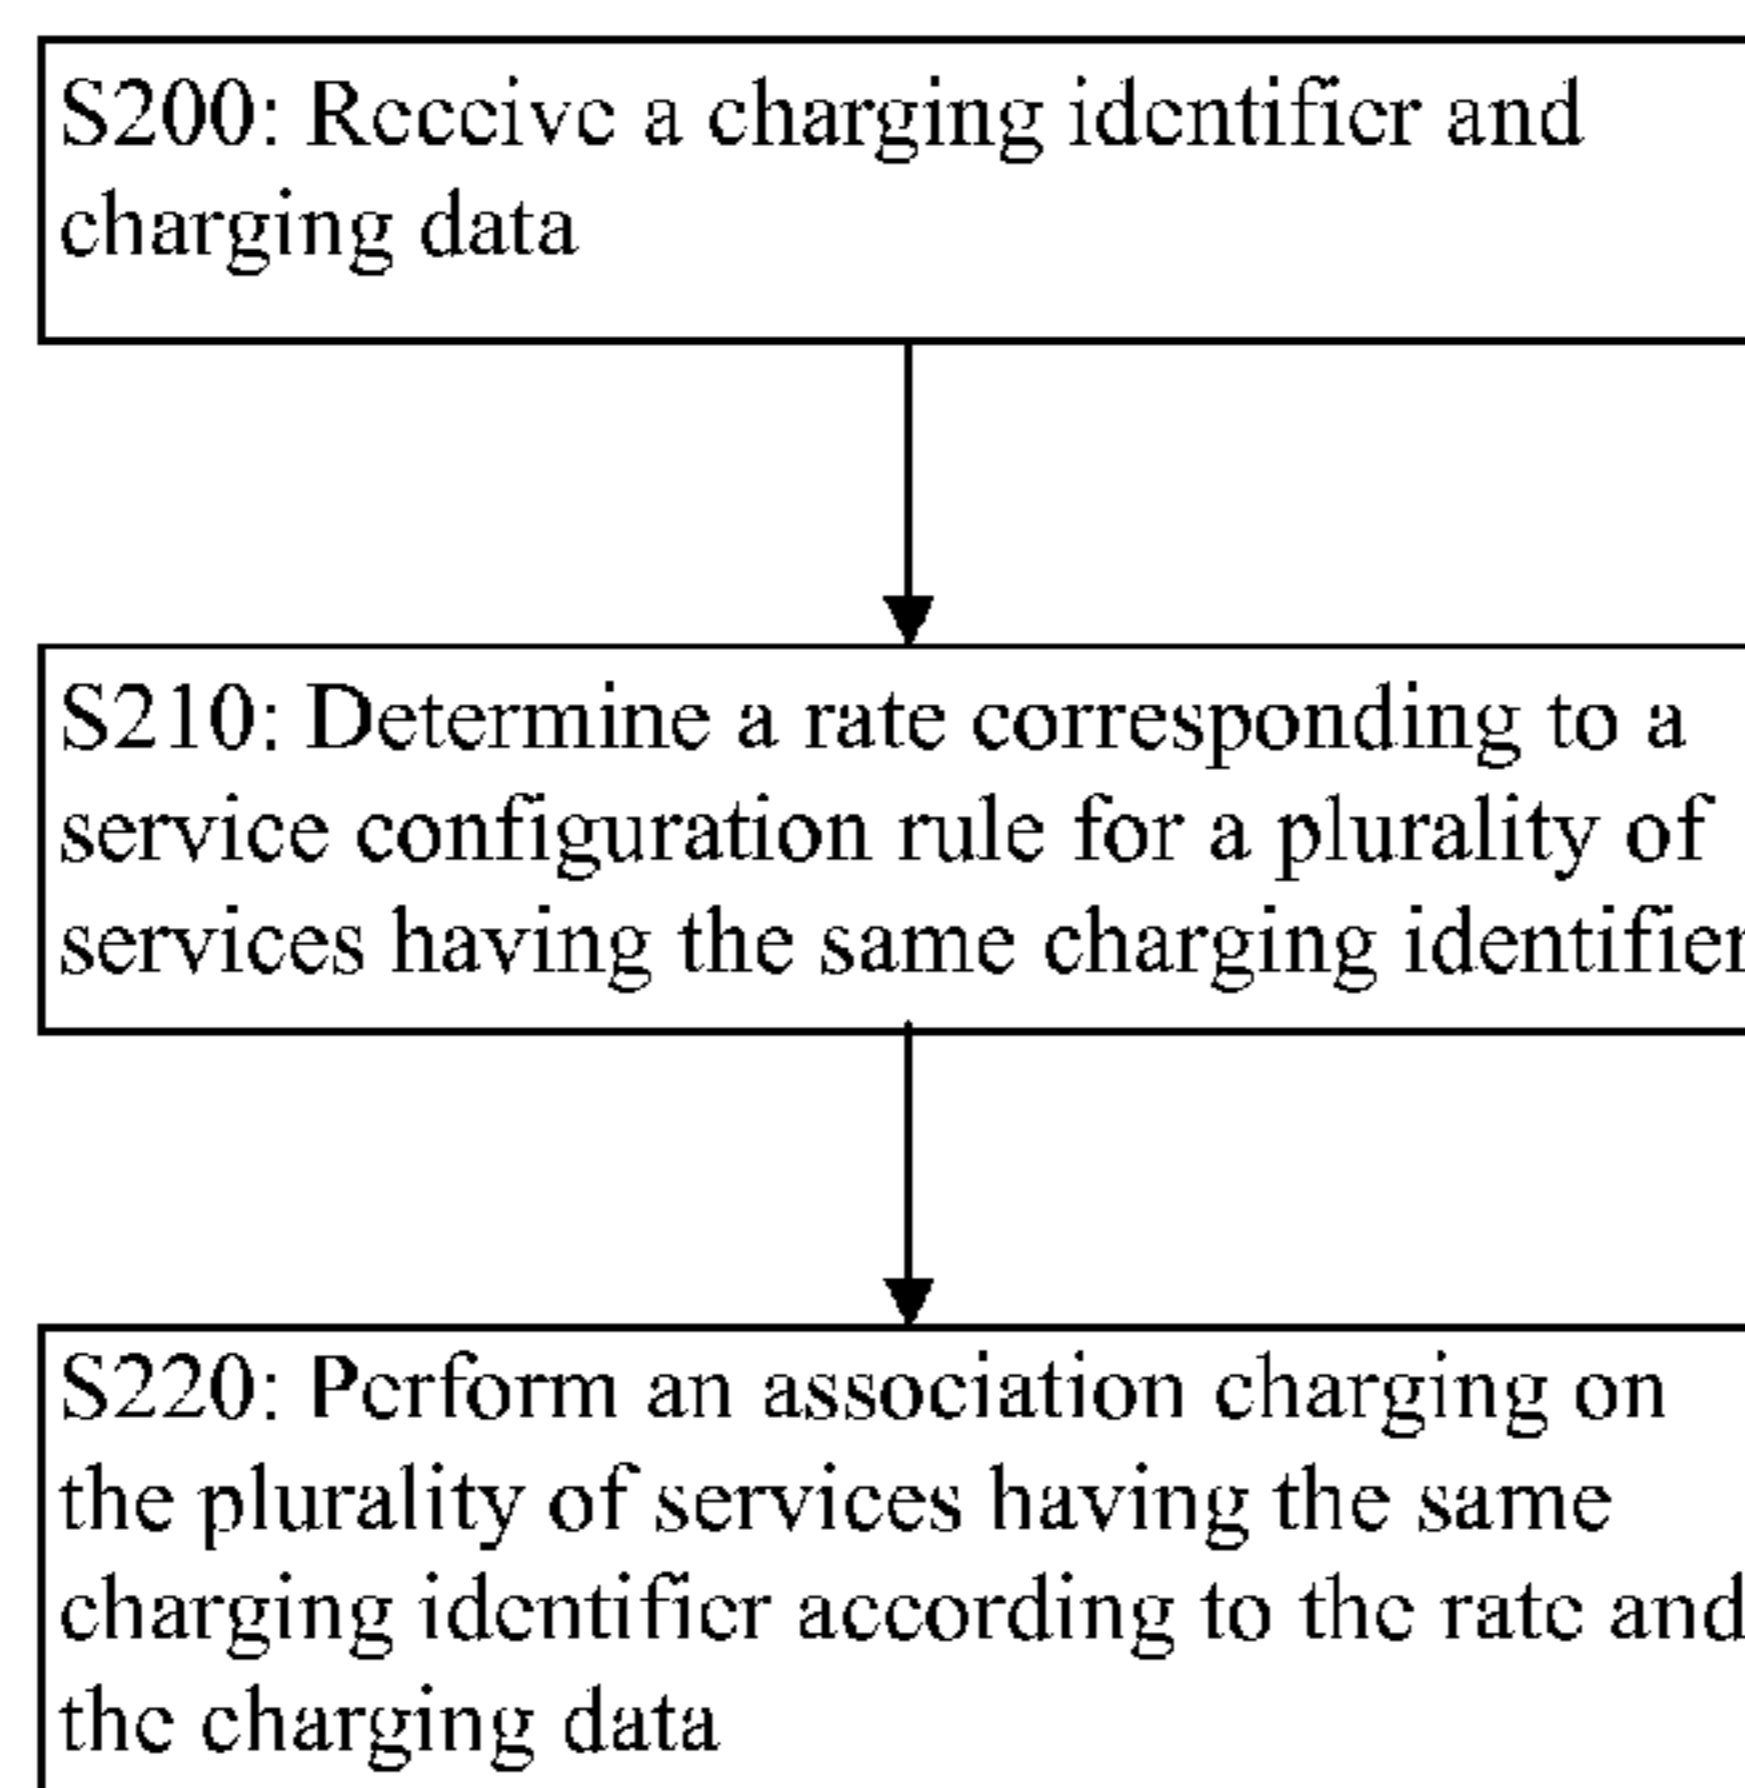 S200: Receive a charging identifier and
charging data
S210: Determine a rate corresponding to a
service configuration rule for a plurality of
services having the same charging identifier
S220: Perform an association charging on
the plurality of services having the same
charging identifier according to the rate and
the charging data